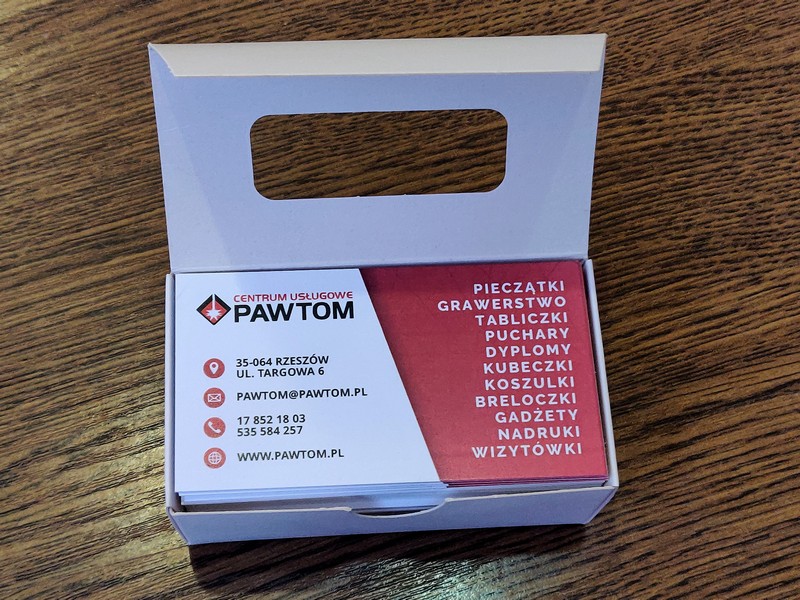 CENTRUM USŁUGOWE
PAWTOM
35-064 RZESZÓW
UL. TARGOWA 6
PAWTOM@PAWTOM.PL
17 852 18 03
535 584 257
WWW.PAWTOM.PL
PIECZĄTKI
GRAWERSTWO
TABLICZKI
PUCHARY
DYPLOMY
KUBECZKI
KOSZULKI
BRELOCZKI
GADŻETY
NADRUKI
WIZYTÓWKI